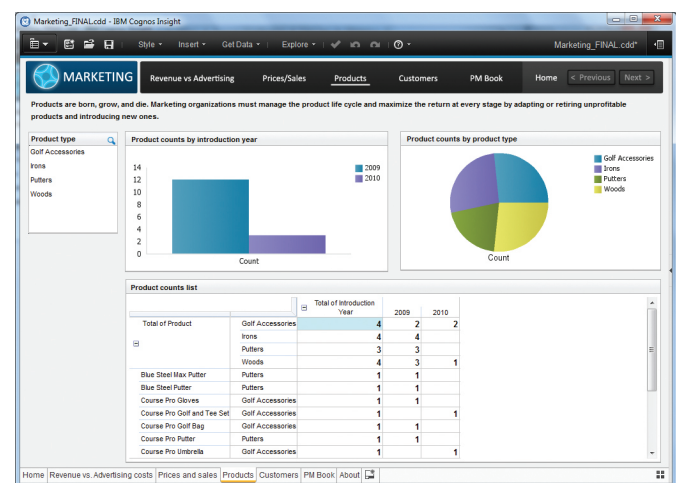 Marketing_FINAL.cdd - IBM Cognos Insight
Style Insert Get Data Explore Marketing_FINAL.cdd*
MARKETING Revenue vs Advertising Prices/Sales Products Customers PM Book Home < Previous Next >
Products are born, grow, and die. Marketing organizations must manage the product life cycle and maximize the return at every stage by adapting or retiring unprofitable
products and introducing new ones.
Product type
Golf Accessories
Irons
Putters
Woods
Product counts by introduction year
14
12
10
8
6
4
2
0
Count
2009
2010
Product counts by product type
Golf Accessories
Irons
Putters
Woods
Count
Product counts list
Total of Introduction
Year 2009 2010
Total of Product Golf Accessories 4 2 2
Irons 4 4
Putters 3 3
Woods 4 3 1
Blue Steel Max Putter Putters 1 1
Blue Steel Putter Putters 1 1
Course Pro Gloves Golf Accessories 1 1
Course Pro Golf and Tee Set Golf Accessories 1 1
Course Pro Golf Bag Golf Accessories 1 1
Course Pro Putter Putters 1 1
Course Pro Umbrella Golf Accessories 1 1
Home Revenue vs. Advertising costs Prices and sales Products Customers PM Book About